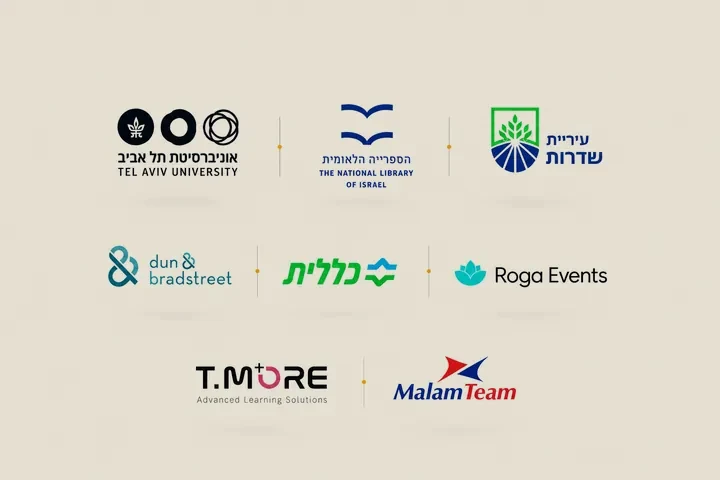 אוניברסיטת תל אביב
TEL AVIV UNIVERSITY
הספרייה הלאומית
THE NATIONAL LIBRARY
OF ISRAEL
עיריית
שדרות
dun &
bradstreet
כללית
Roga Events
T.MORE
Advanced Learning Solutions
MalamTeam